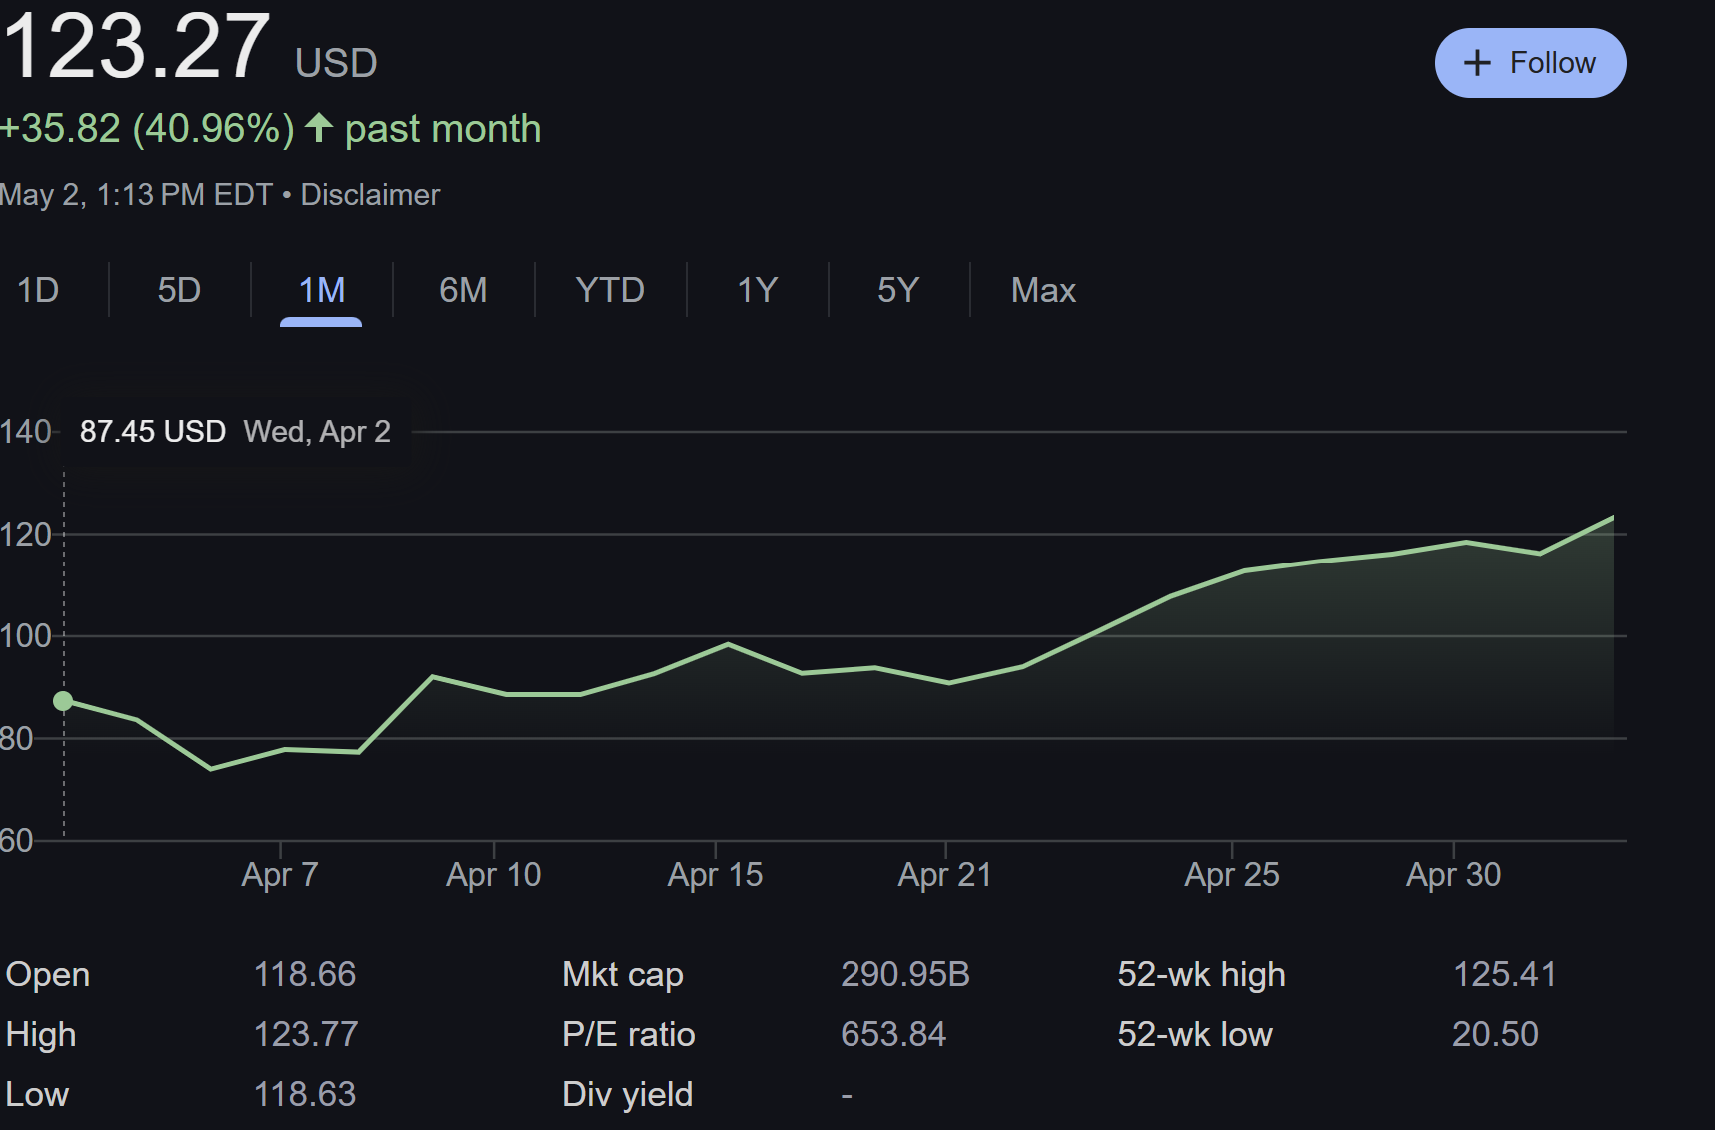 123.27 USD
+ Follow
+35.82 (40.96%) ↑ past month
May 2, 1:13 PM EDT • Disclaimer
1D 5D 1M 6M YTD 1Y 5Y Max
140
87.45 USD Wed, Apr 2
120
100
80
60
Apr 7 Apr 10 Apr 15 Apr 21 Apr 25 Apr 30
Open 118.66 Mkt cap 290.95B 52-wk high 125.41
High 123.77 P/E ratio 653.84 52-wk low 20.50
Low 118.63 Div yield -